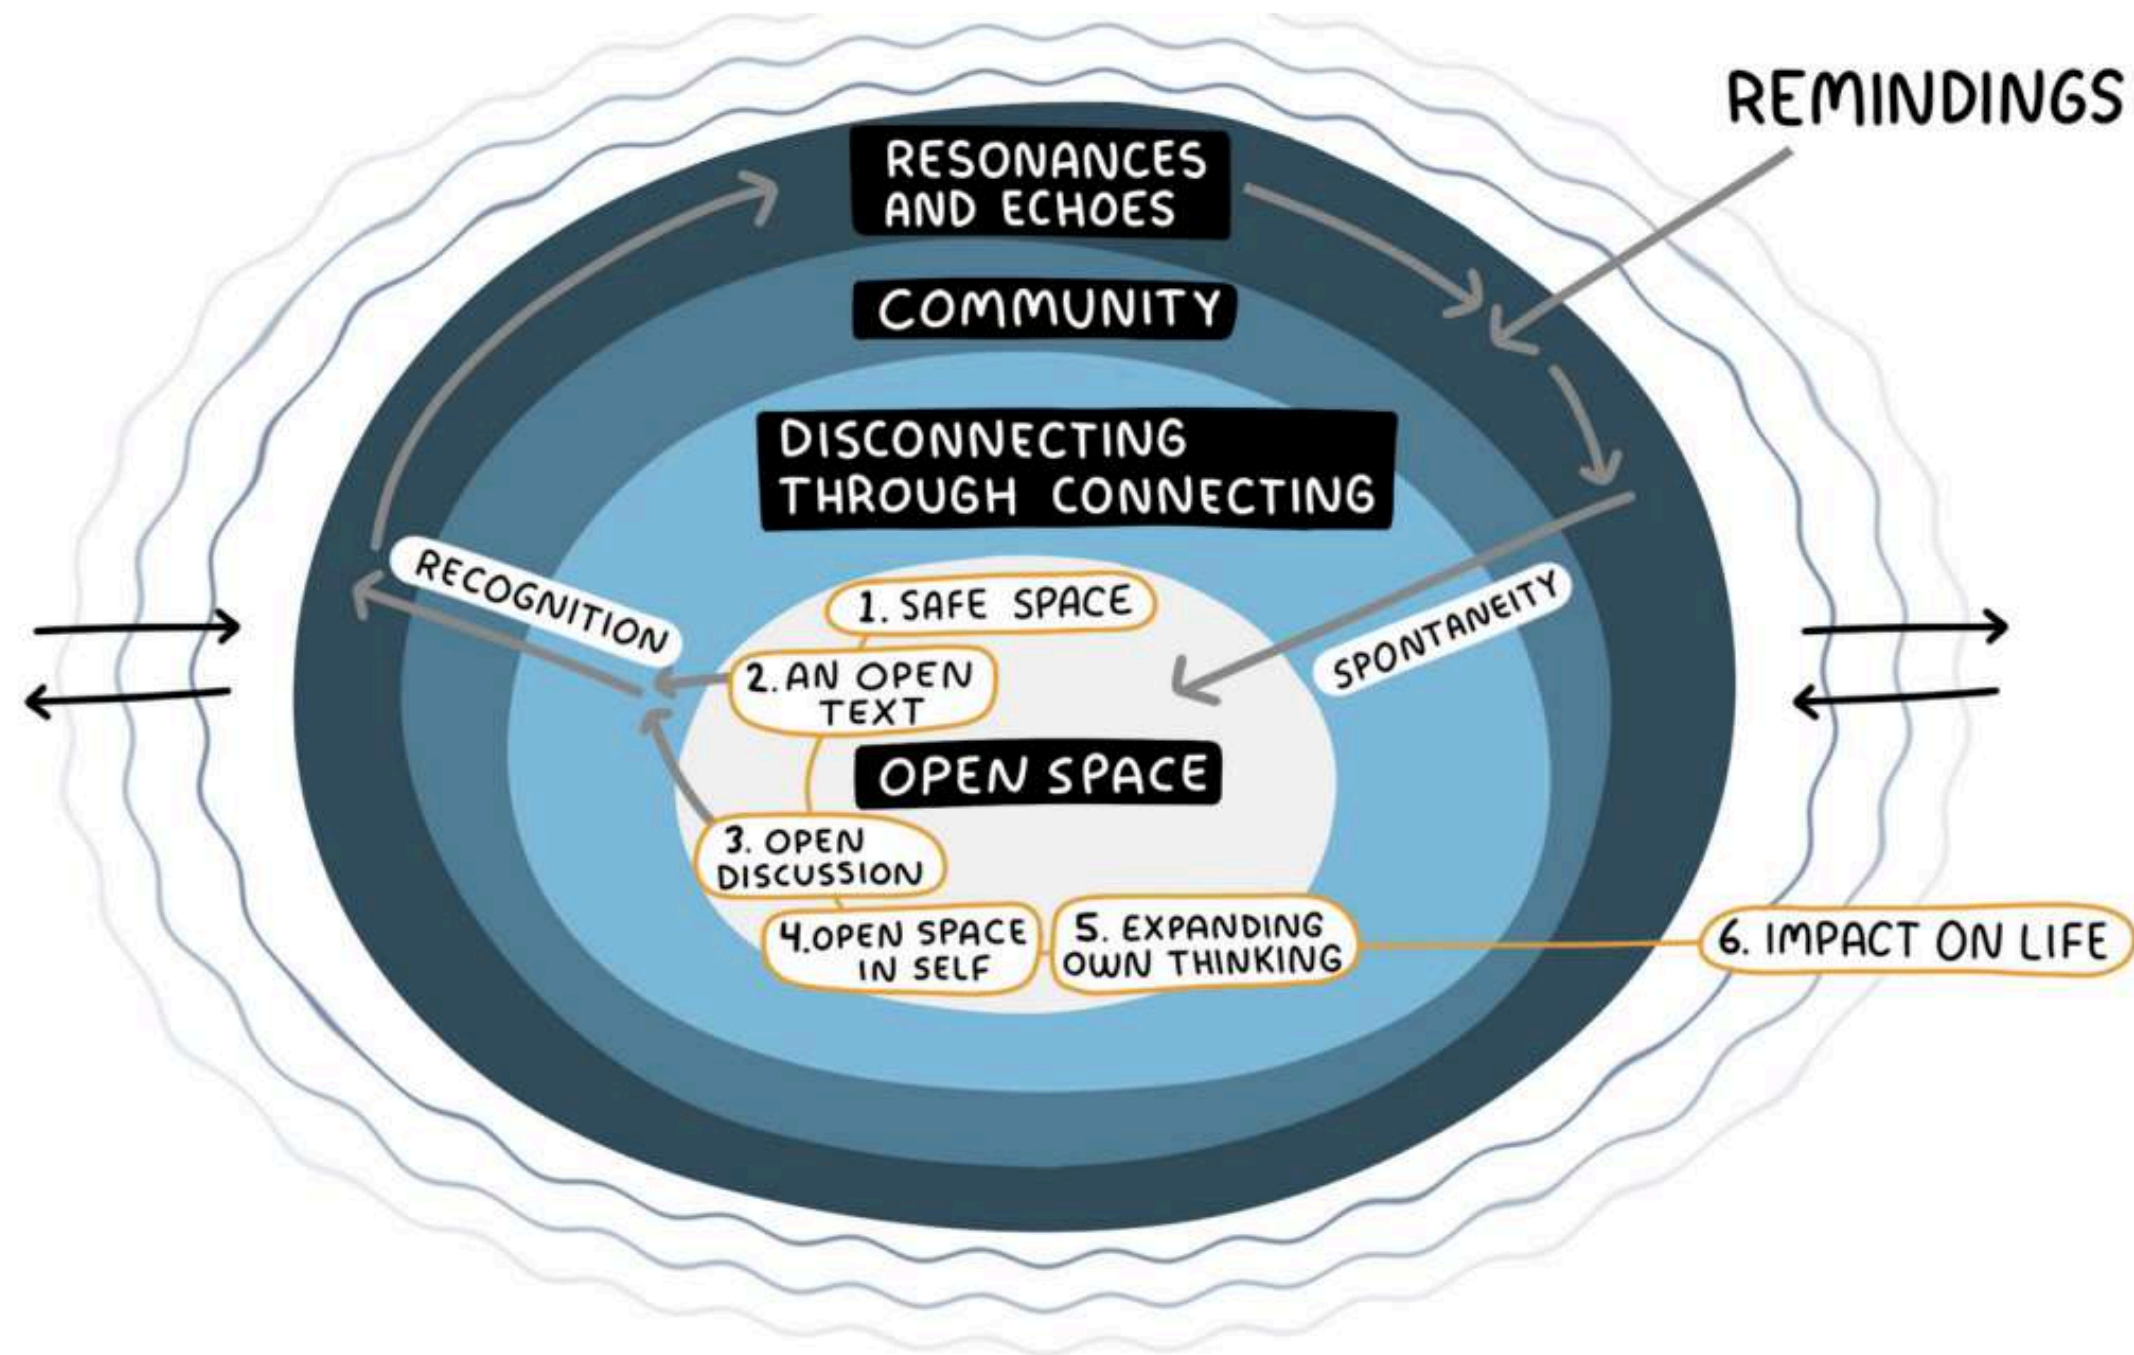 REMINDINGS
RESONANCES
AND ECHOES
COMMUNITY
DISCONNECTING
THROUGH CONNECTING
RECOGNITION
SPONTANEITY
1. SAFE SPACE
2. AN OPEN
TEXT
OPEN SPACE
3. OPEN
DISCUSSION
4. OPEN SPACE
IN SELF
5. EXPANDING
OWN THINKING
6. IMPACT ON LIFE